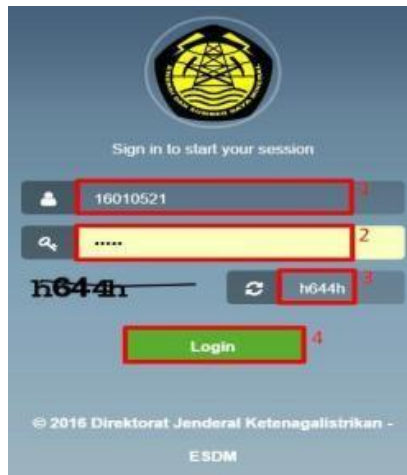 Sign in to start your session
16010521
1
.....
2
h644h
h644h
3
Login
4
© 2016 Direktorat Jenderal Ketenagalistrikan -
ESDM